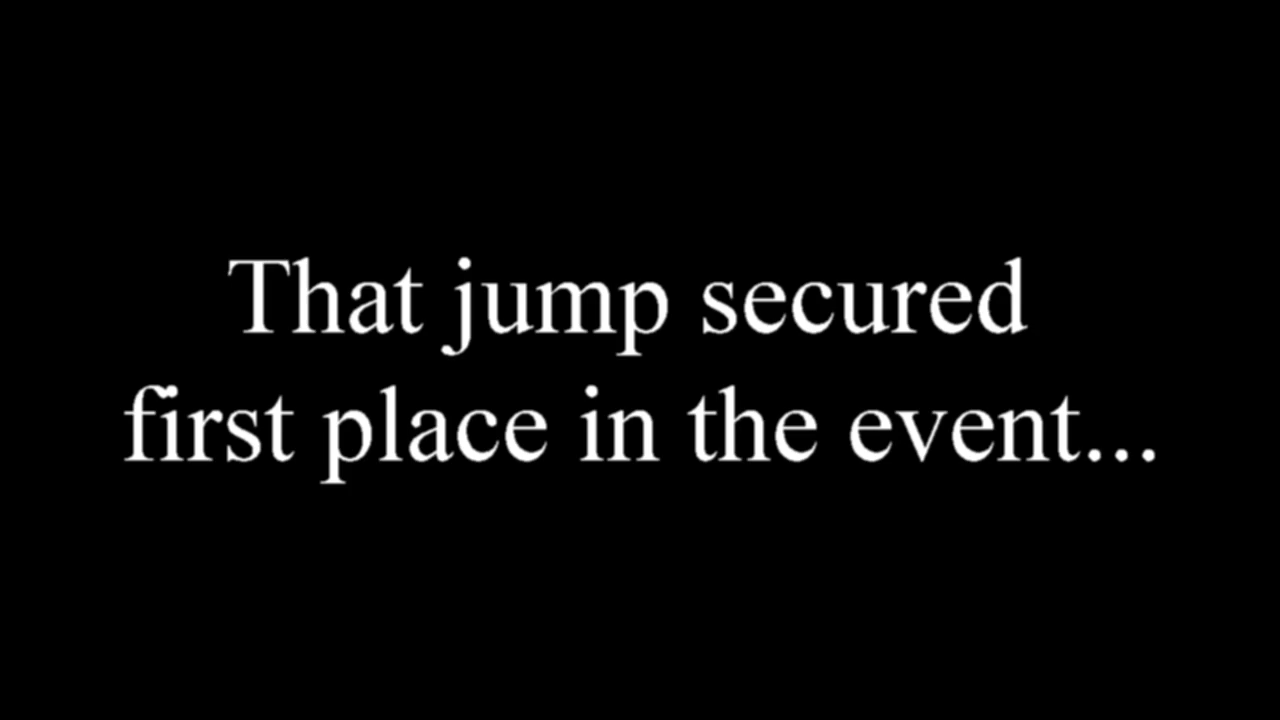 That jump secured
first place in the event...